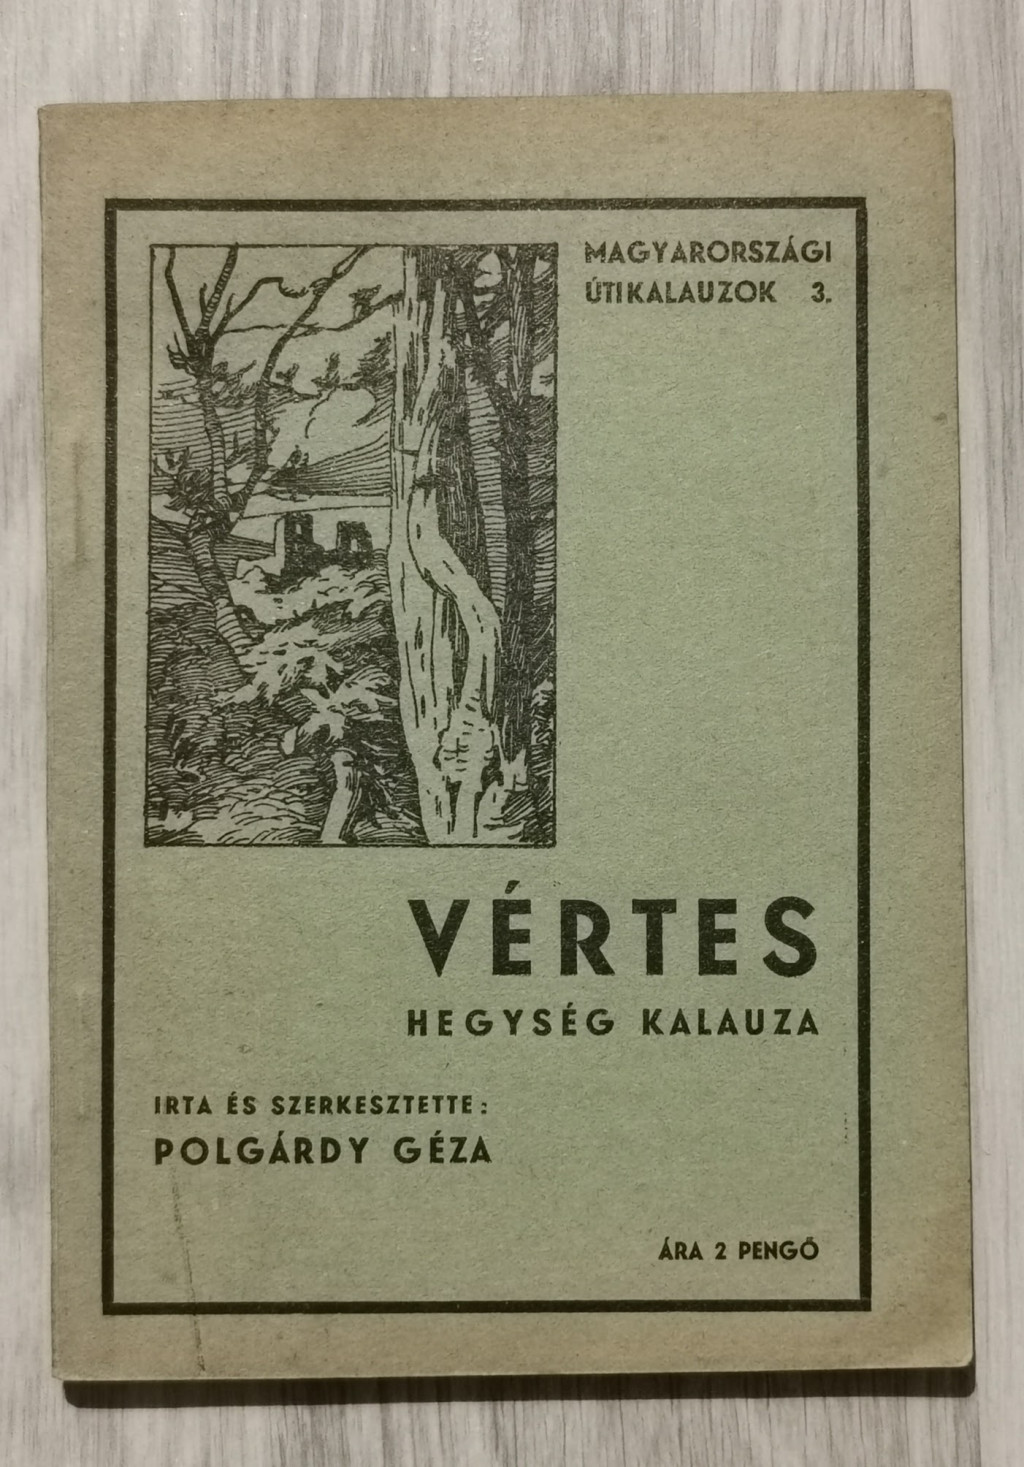 MAGYARORSZÁGI
ÚTIKALAUZOK 3.
VÉRTES
HEGYSÉG KALAUZA
IRTA ÉS SZERKESZTETTE:
POLGÁRDY GÉZA
ÁRA 2 PENGŐ